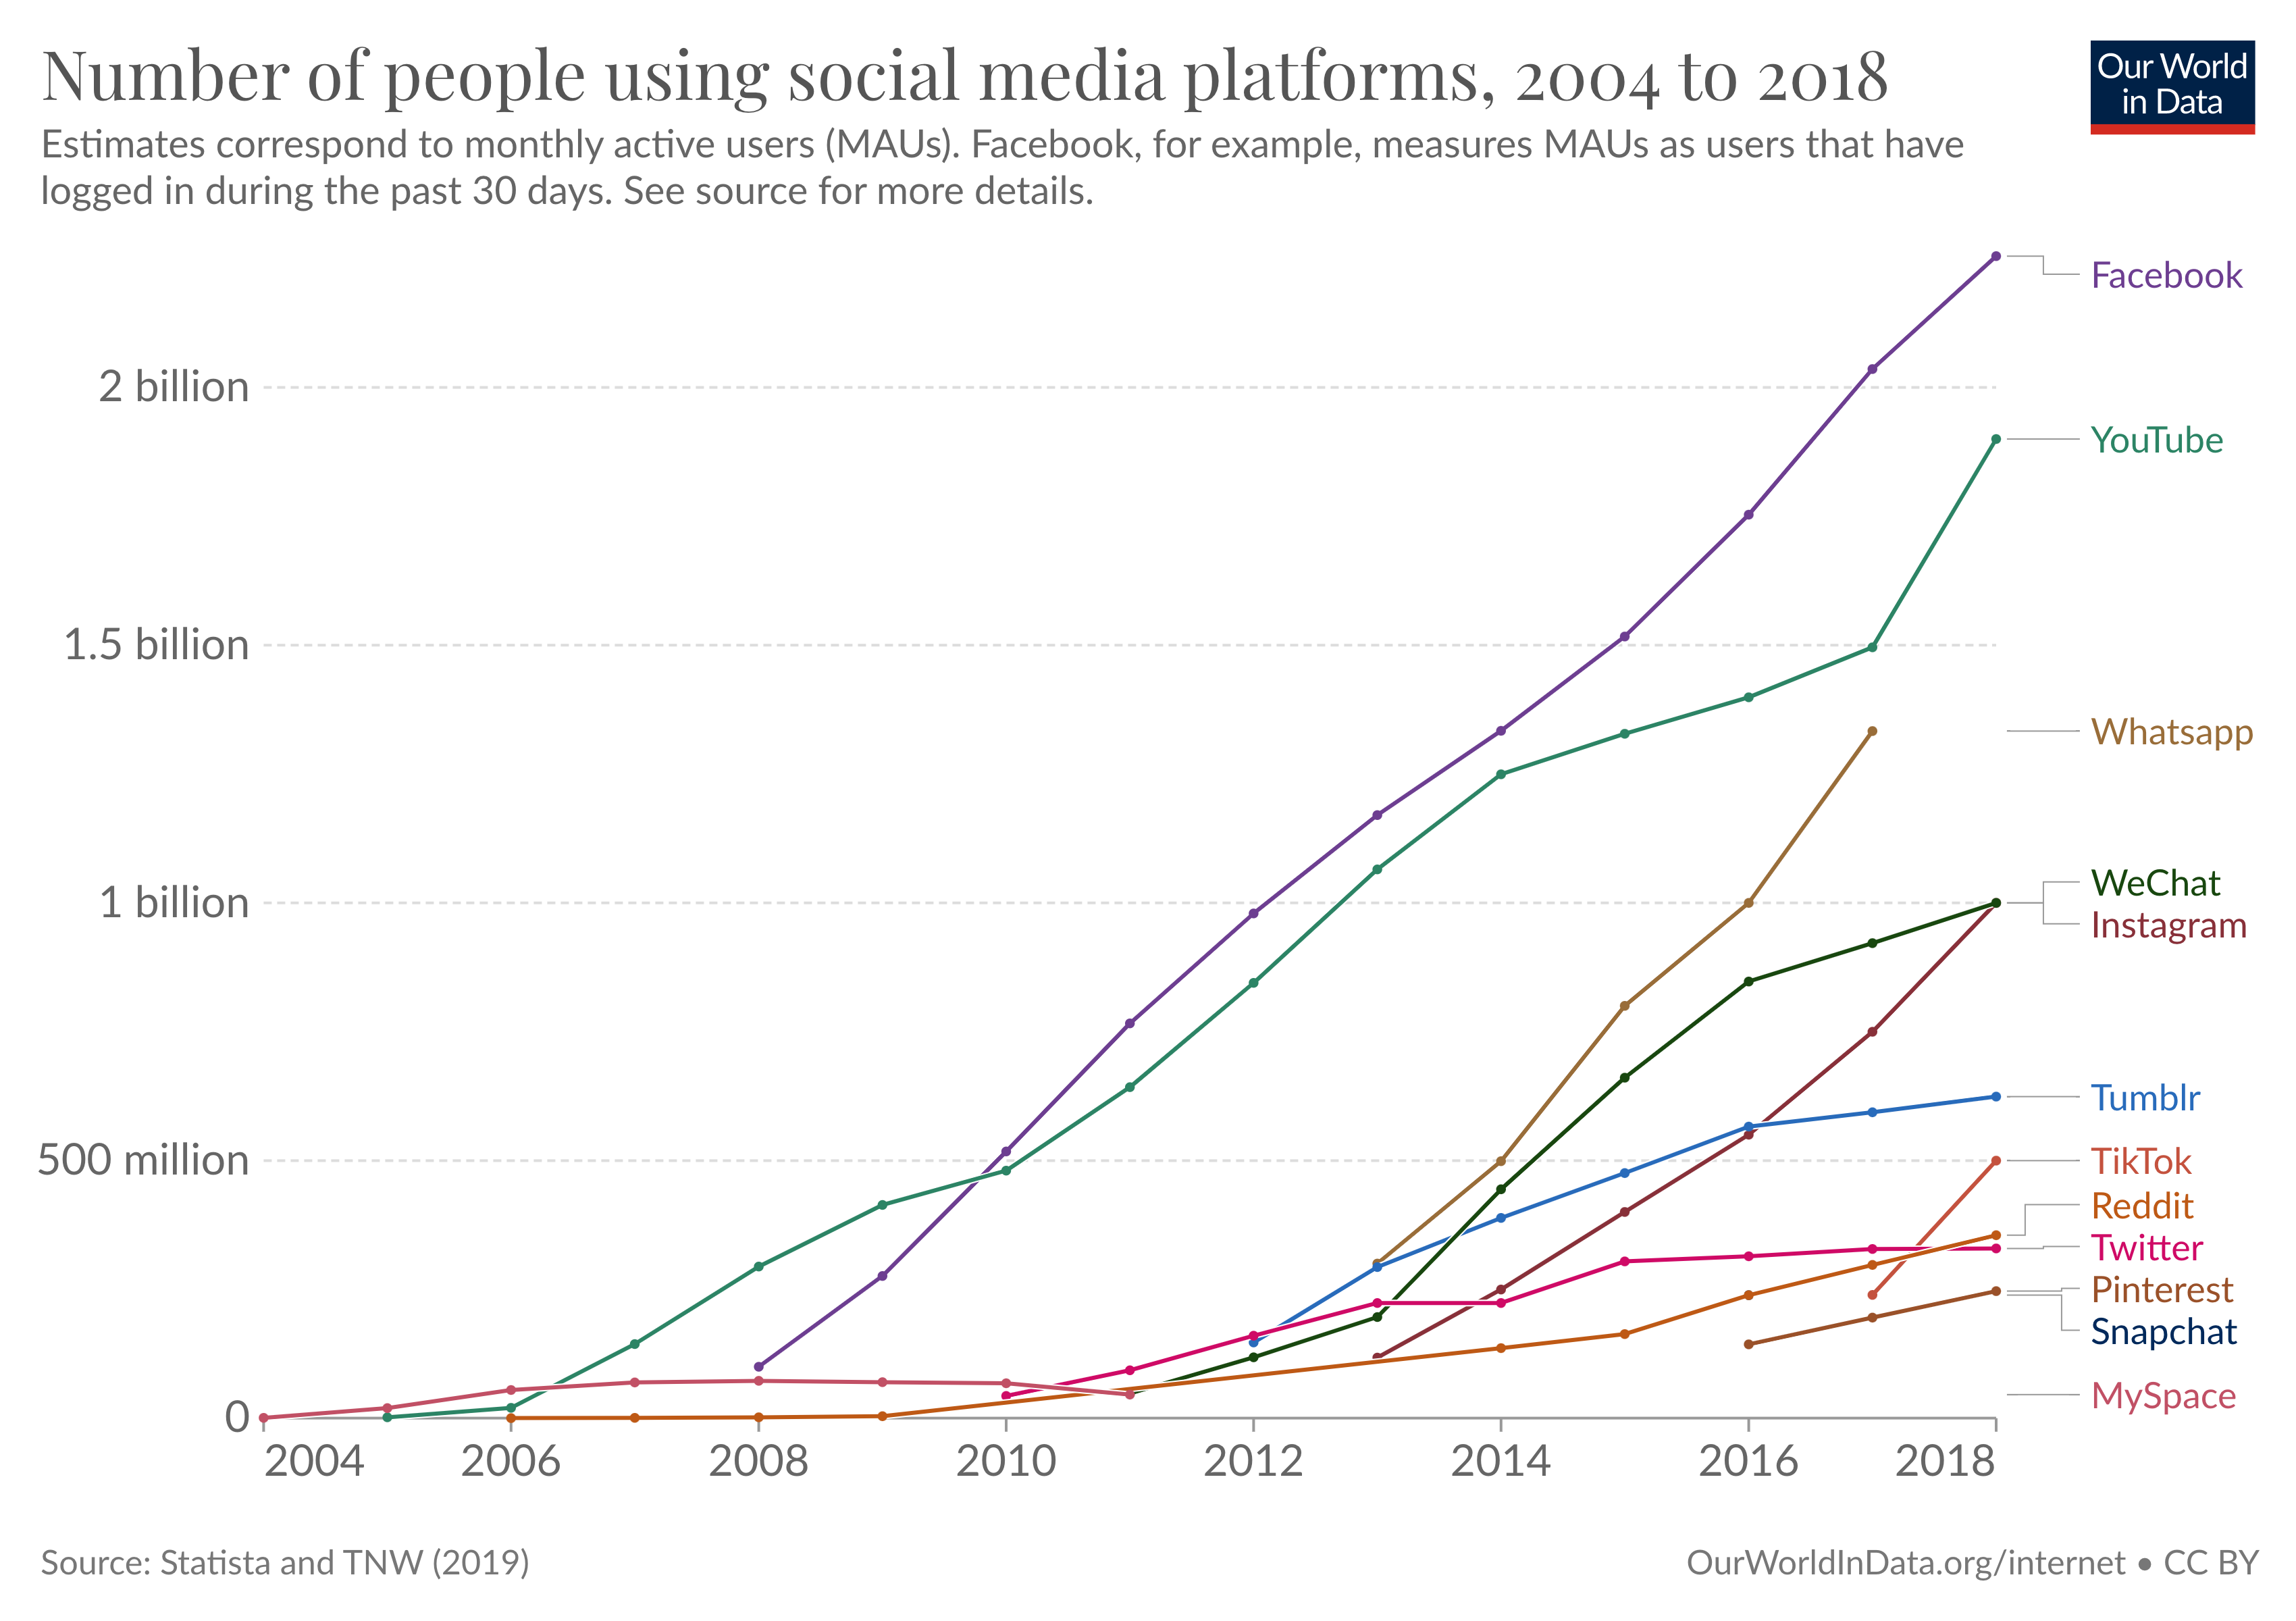 Number of people using social media platforms, 2004 to 2018
Our World
in Data
Estimates correspond to monthly active users (MAUs). Facebook, for example, measures MAUs as users that have
logged in during the past 30 days. See source for more details.
Facebook
2 billion
YouTube
1.5 billion
Whatsapp
1 billion
WeChat
Instagram
Tumblr
500 million
TikTok
Reddit
Twitter
Pinterest
Snapchat
MySpace
0
2004 2006 2008 2010 2012 2014 2016 2018
Source: Statista and TNW (2019)
OurWorldInData.org/internet • CC BY